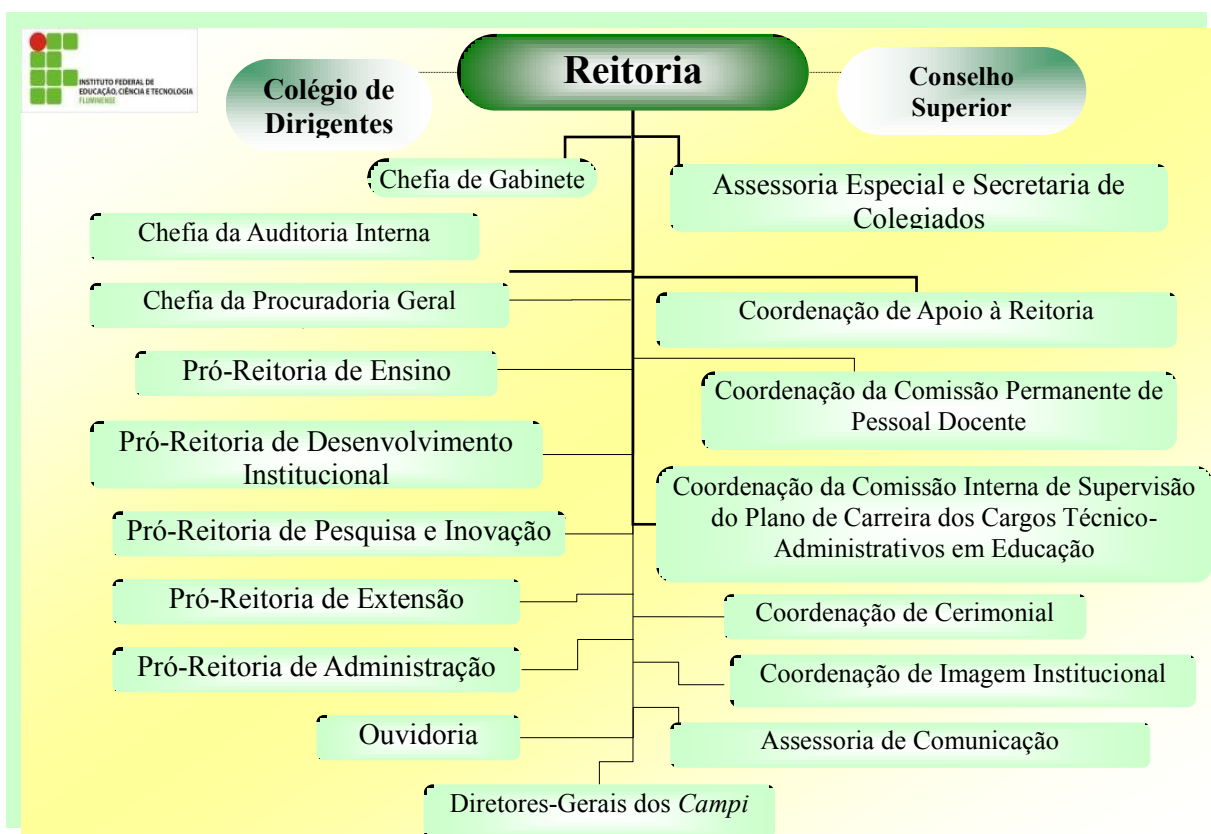 INSTITUTO FEDERAL DE
EDUCAÇÃO, CIÊNCIA E TECNOLOGIA
FLUMINENSE
Colégio de
Dirigentes
Reitoria
Conselho
Superior
Chefia de Gabinete
Assessoria Especial e Secretaria de
Colegiados
Chefia da Auditoria Interna
Chefia da Procuradoria Geral
Coordenação de Apoio à Reitoria
Pró-Reitoria de Ensino
Coordenação da Comissão Permanente de
Pessoal Docente
Pró-Reitoria de Desenvolvimento
Institucional
Coordenação da Comissão Interna de Supervisão
do Plano de Carreira dos Cargos Técnico-
Administrativos em Educação
Pró-Reitoria de Pesquisa e Inovação
Pró-Reitoria de Extensão
Coordenação de Cerimonial
Pró-Reitoria de Administração
Coordenação de Imagem Institucional
Ouvidoria
Assessoria de Comunicação
Diretores-Gerais dos Campi